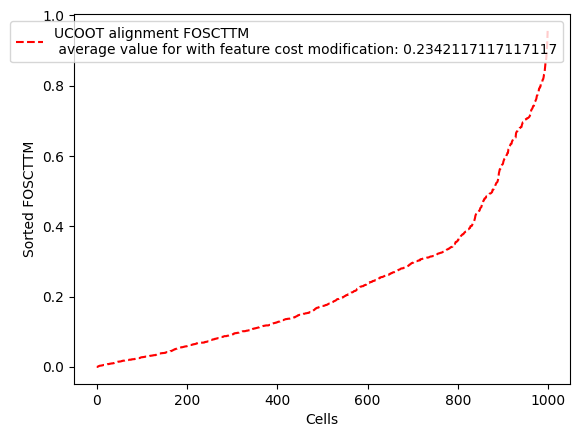 1.0
UCOOT alignment FOSCTTM
average value for with feature cost modification: 0.2342117117117117
0.8
0.6
0.4
0.2
0.0
Sorted FOSCTTM
0 200 400 600 800 1000
Cells